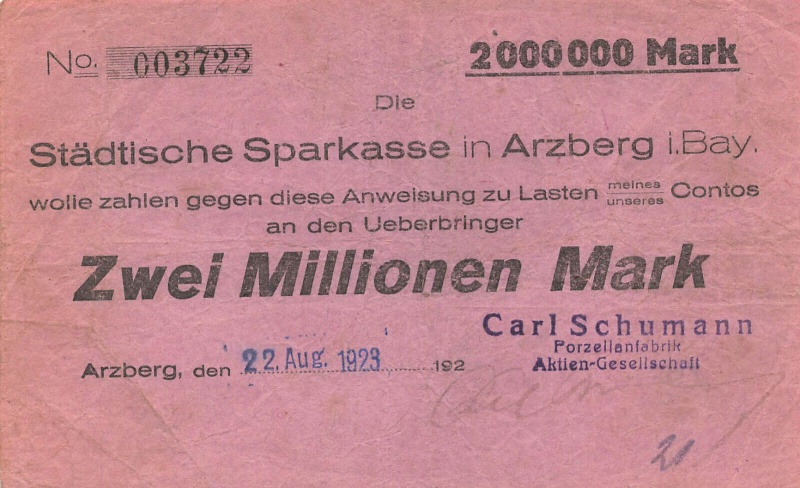 No. 003722
2000000 Mark
Die
Städtische Sparkasse in Arzberg i.Bay.
wolle zahlen gegen diese Anweisung zu Lasten meines unseres Contos
an den Ueberbringer
Zwei Millionen Mark
Carl Schumann
Porzellanfabrik
Aktien-Gesellschaft
Arzberg, den 22. Aug. 1923 192
21